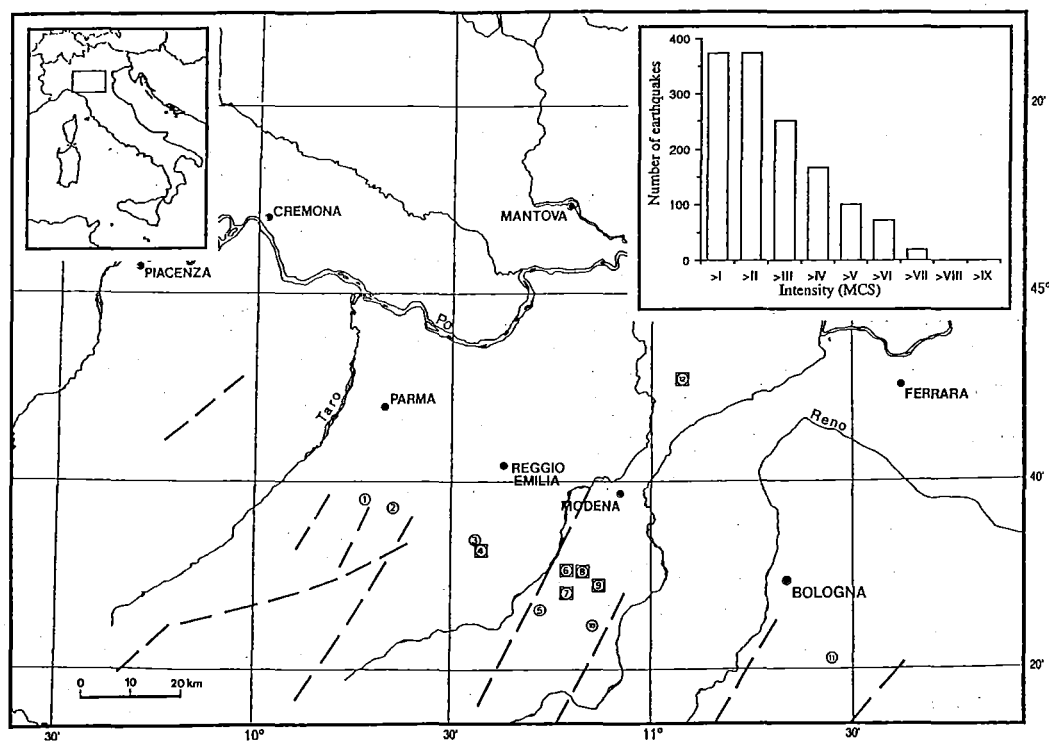 400
300
200
100
0
Number of earthquakes
>I >II >III >IV >V >VI >VII >VIII >IX
Intensity (MCS)
20'
CREMONA
MANTOVA
PIACENZA
45°
Po
Taro
PARMA
12
FERRARA
Reno
REGGIO
EMILIA
40'
MODENA
1
2
3
4
5
6
7
8
9
10
BOLOGNA
11
20'
0 10 20 km
30' 10° 30' 11° 30'